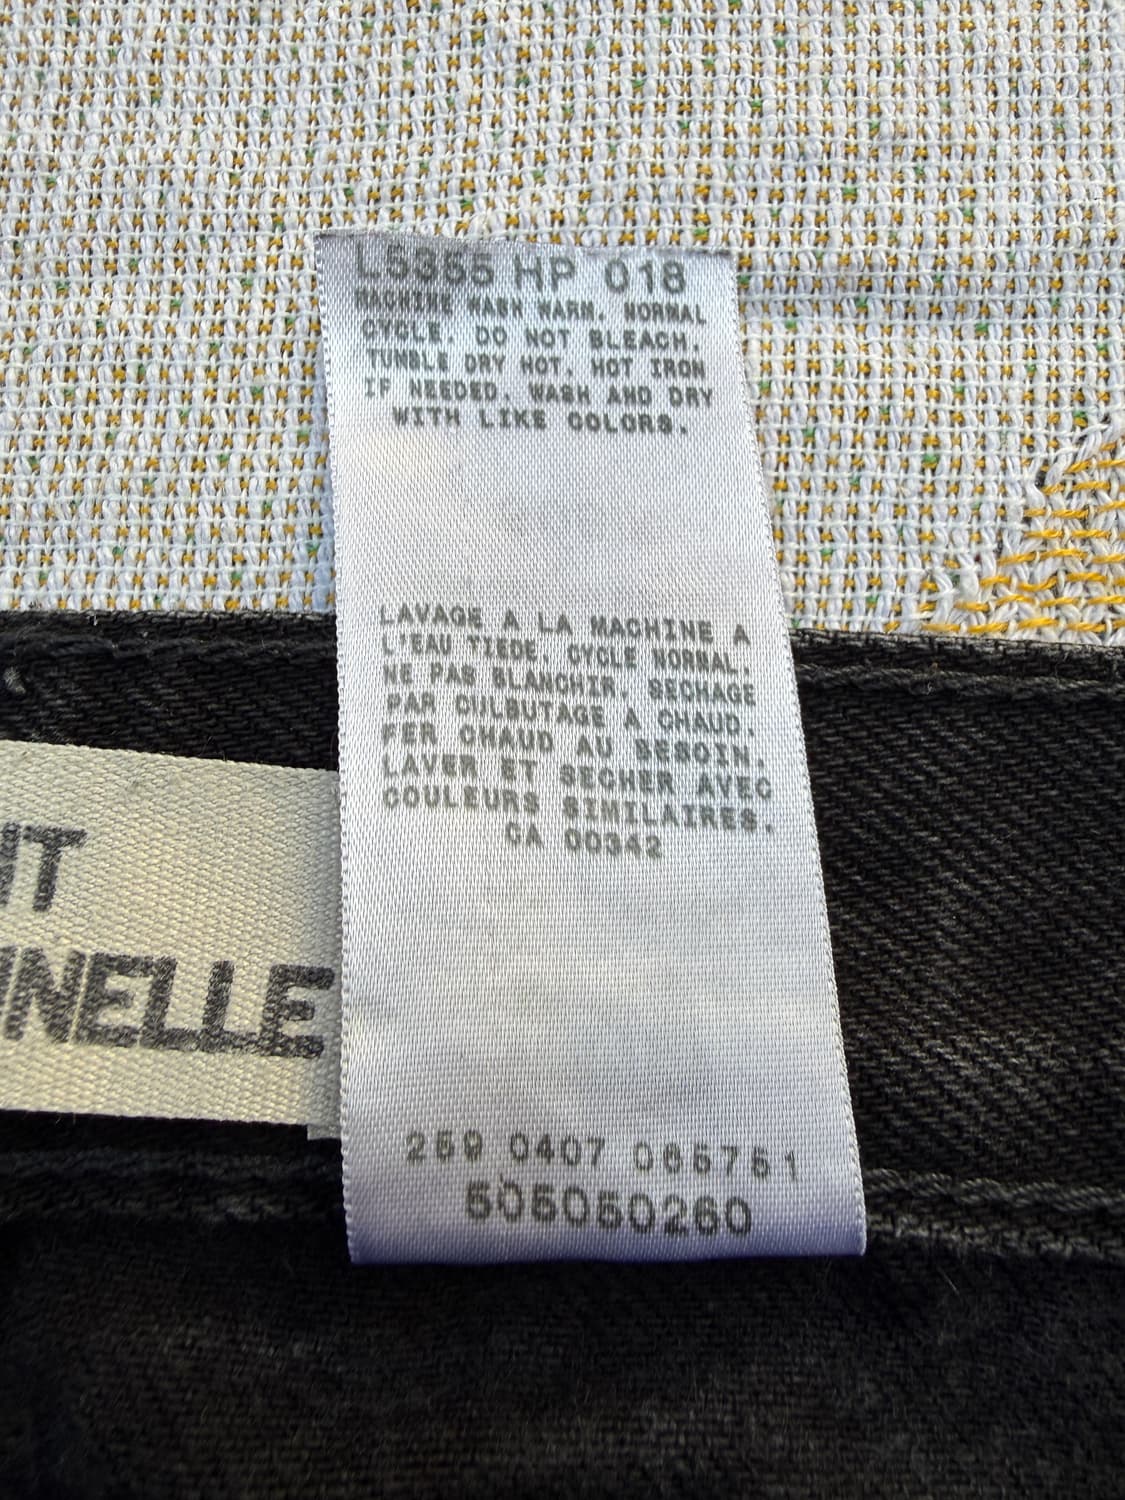 L5355 HP 018
MACHINE WASH WARM. NORMAL
CYCLE. DO NOT BLEACH.
TUMBLE DRY HOT. HOT IRON
IF NEEDED. WASH AND DRY
WITH LIKE COLORS.
LAVAGE A LA MACHINE A
L'EAU TIEDE. CYCLE NORMAL.
NE PAS BLANCHIR. SECHAGE
PAR CULBUTAGE A CHAUD.
FER CHAUD AU BESOIN.
LAVER ET SECHER AVEC
COULEURS SIMILAIRES.
CA 00342
NT
NNELLE
259 0407 065751
505050260